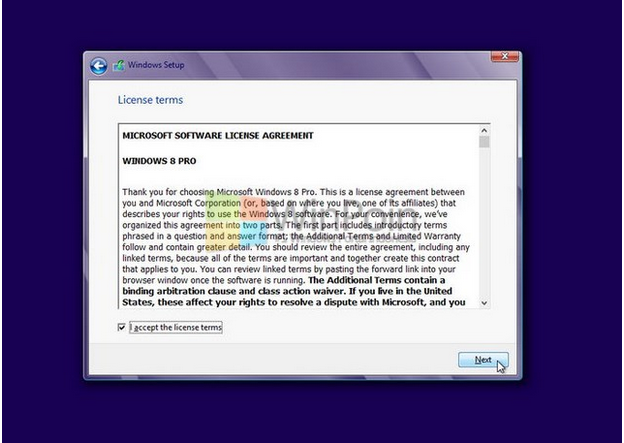 Windows Setup
License terms
MICROSOFT SOFTWARE LICENSE AGREEMENT
WINDOWS 8 PRO
Thank you for choosing Microsoft Windows 8 Pro. This is a license agreement between
you and Microsoft Corporation (or, based on where you live, one of its affiliates) that
describes your rights to use the Windows 8 software. For your convenience, we've
organized this agreement into two parts. The first part includes introductory terms
phrased in a question and answer format; the Additional Terms and Limited Warranty
follow and contain greater detail. You should review the entire agreement, including any
linked terms, because all of the terms are important and together create this contract
that applies to you. You can review linked terms by pasting the forward link into your
browser window once the software is running. The Additional Terms contain a
binding arbitration clause and class action waiver. If you live in the United
States, these affect your rights to resolve a dispute with Microsoft, and you
WinPoin
I accept the license terms
Next